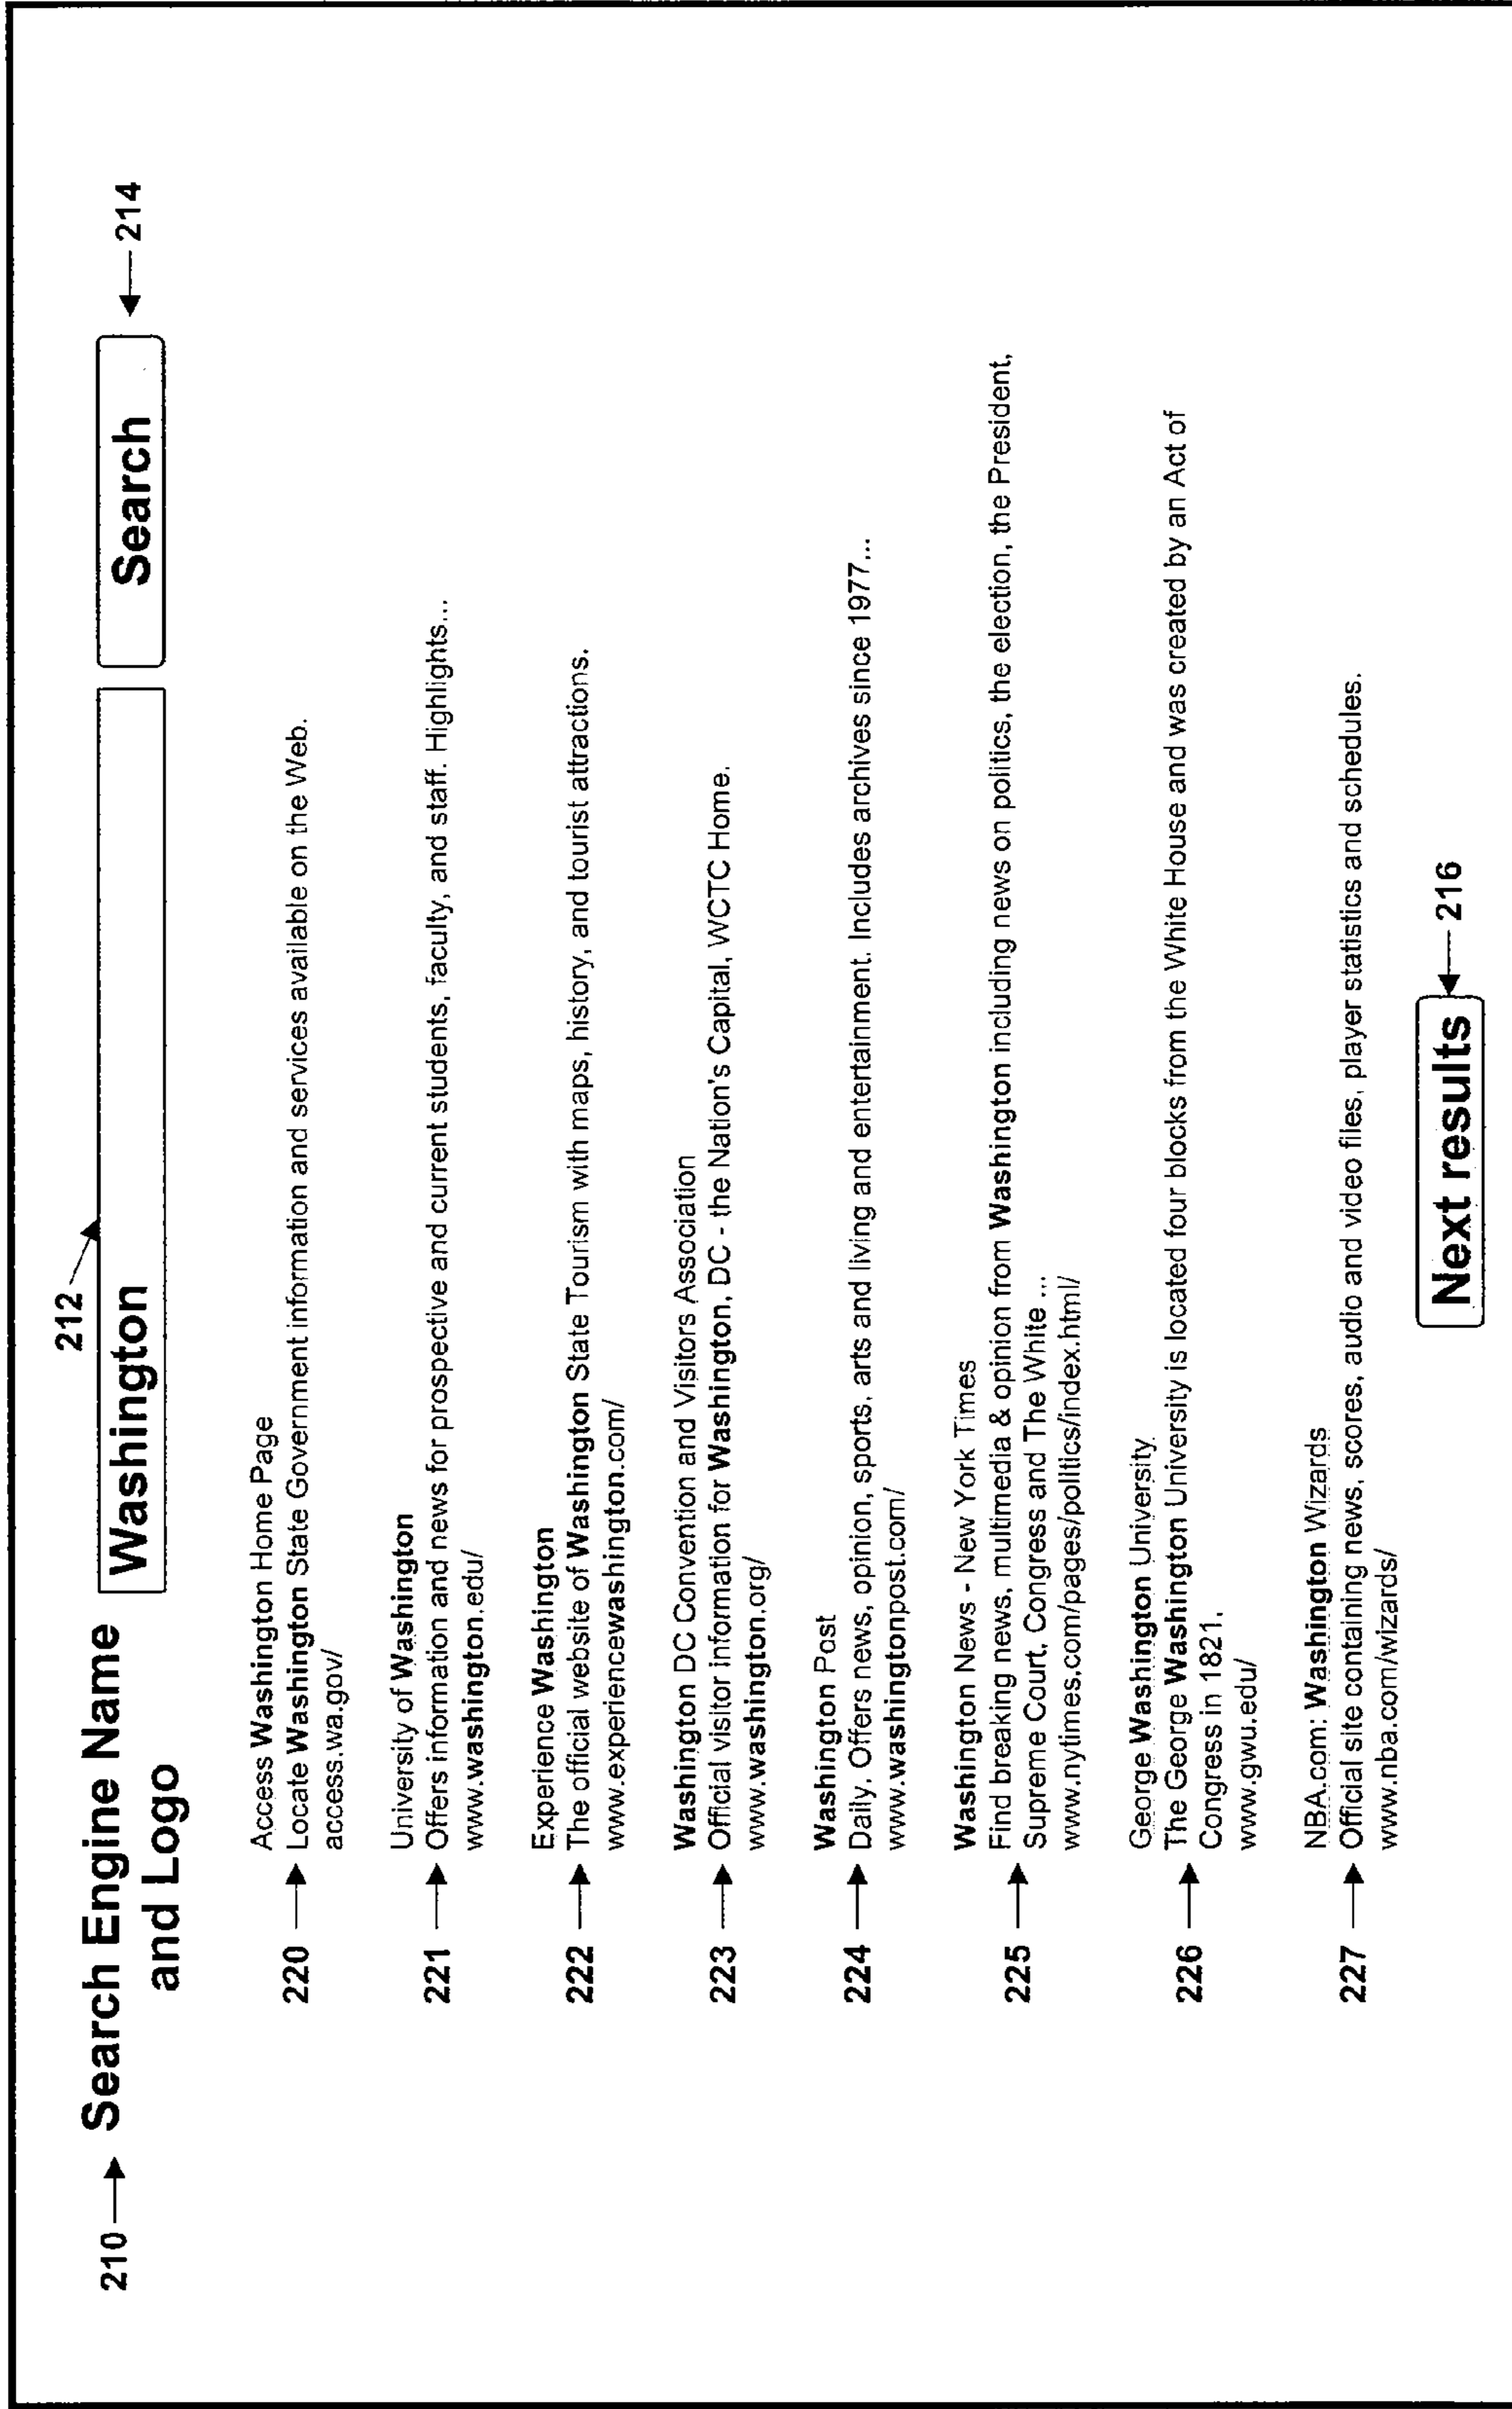 212
210 Search Engine Name Washington Search 214
and Logo
Access Washington Home Page
220 Locate Washington State Government information and services available on the Web.
access.wa.gov/
University of Washington
221 Offers information and news for prospective and current students, faculty, and staff. Highlights...
www.washington.edu/
Experience Washington
222 The official website of Washington State Tourism with maps, history, and tourist attractions.
www.experiencewashington.com/
Washington DC Convention and Visitors Association
223 Official visitor information for Washington, DC - the Nation's Capital, WCTC Home.
www.washington.org/
Washington Post
224 Daily. Offers news, opinion, sports, arts and living and entertainment. Includes archives since 1977...
www.washingtonpost.com/
Washington News - New York Times
225 Find breaking news, multimedia & opinion from Washington including news on politics, the election, the President,
Supreme Court, Congress and The White ...
www.nytimes.com/pages/politics/index.html/
George Washington University
226 The George Washington University is located four blocks from the White House and was created by an Act of
Congress in 1821.
www.gwu.edu/
NBA.com: Washington Wizards
227 Official site containing news, scores, audio and video files, player statistics and schedules.
www.nba.com/wizards/
Next results 216